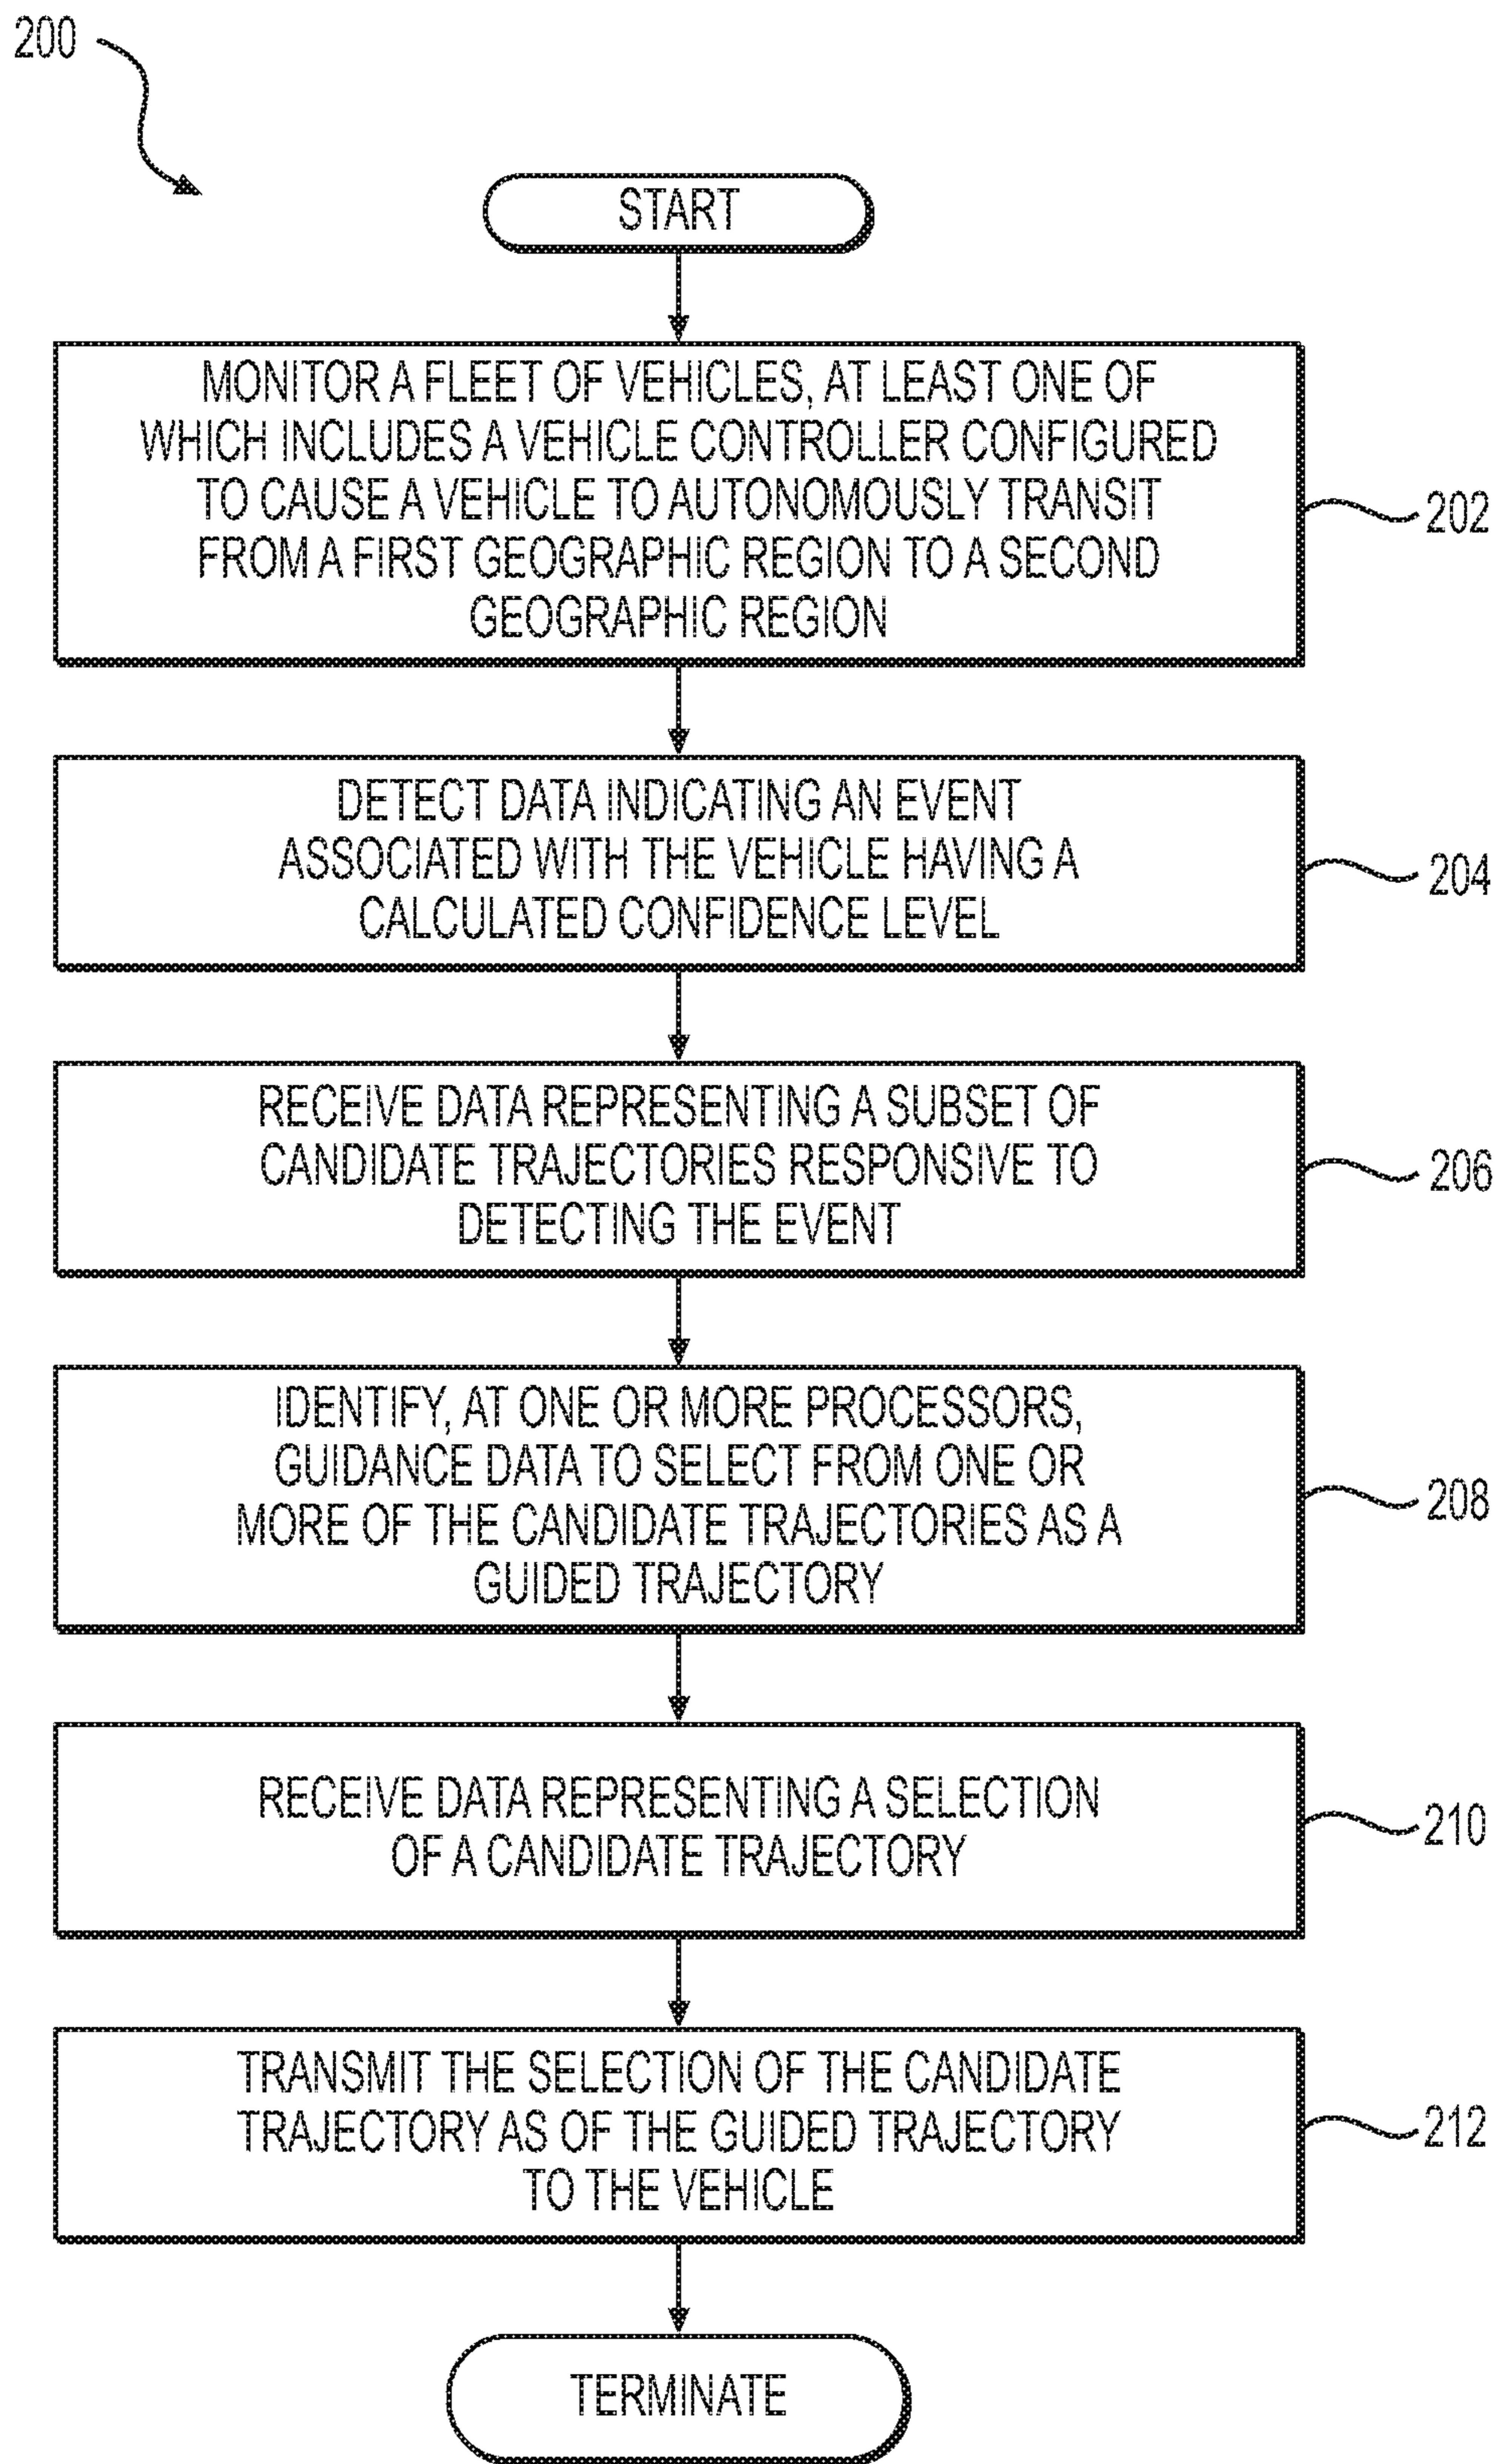 200
START
MONITOR A FLEET OF VEHICLES, AT LEAST ONE OF
WHICH INCLUDES A VEHICLE CONTROLLER CONFIGURED
TO CAUSE A VEHICLE TO AUTONOMOUSLY TRANSIT
FROM A FIRST GEOGRAPHIC REGION TO A SECOND
GEOGRAPHIC REGION
202
DETECT DATA INDICATING AN EVENT
ASSOCIATED WITH THE VEHICLE HAVING A
CALCULATED CONFIDENCE LEVEL
204
RECEIVE DATA REPRESENTING A SUBSET OF
CANDIDATE TRAJECTORIES RESPONSIVE TO
DETECTING THE EVENT
206
IDENTIFY, AT ONE OR MORE PROCESSORS,
GUIDANCE DATA TO SELECT FROM ONE OR
MORE OF THE CANDIDATE TRAJECTORIES AS A
GUIDED TRAJECTORY
208
RECEIVE DATA REPRESENTING A SELECTION
OF A CANDIDATE TRAJECTORY
210
TRANSMIT THE SELECTION OF THE CANDIDATE
TRAJECTORY AS OF THE GUIDED TRAJECTORY
TO THE VEHICLE
212
TERMINATE